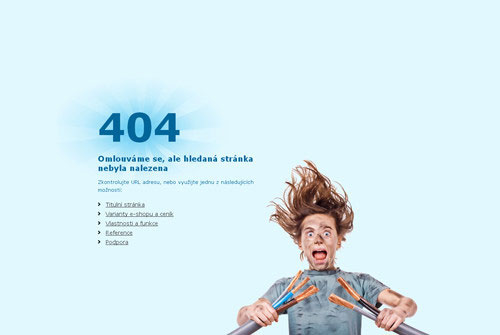 404
Omlouváme se, ale hledaná stránka
nebyla nalezena
Zkontrolujte URL adresu, nebo využijte jednu z následujících
možností:
Titulní stránka
Varianty e-shopu a ceník
Vlastnosti a funkce
Reference
Podpora